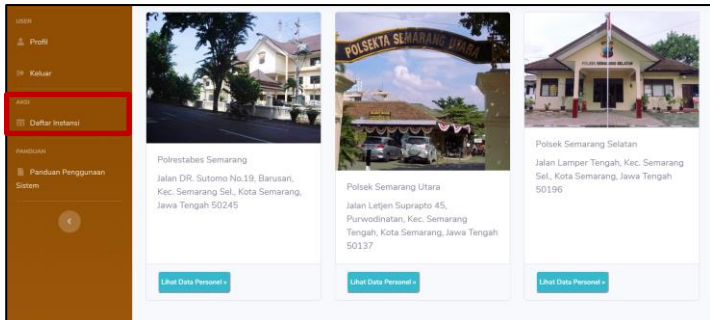 USER
Profil
Keluar
AKSI
Daftar Instansi
PANDUAN
Panduan Penggunaan
Sistem
Polrestabes Semarang
Jalan DR. Sutomo No.19, Barusari,
Kec. Semarang Sel., Kota Semarang,
Jawa Tengah 50245
Lihat Data Personel »
POLSEKTA SEMARANG UTARA
Polsek Semarang Utara
Jalan Letjen Suprapto 45,
Purwodinatan, Kec. Semarang
Tengah, Kota Semarang, Jawa Tengah
50137
Lihat Data Personel »
POLSEK SEMARANG SELATAN
Polsek Semarang Selatan
Jalan Lamper Tengah, Kec. Semarang
Sel., Kota Semarang, Jawa Tengah
50196
Lihat Data Personel »